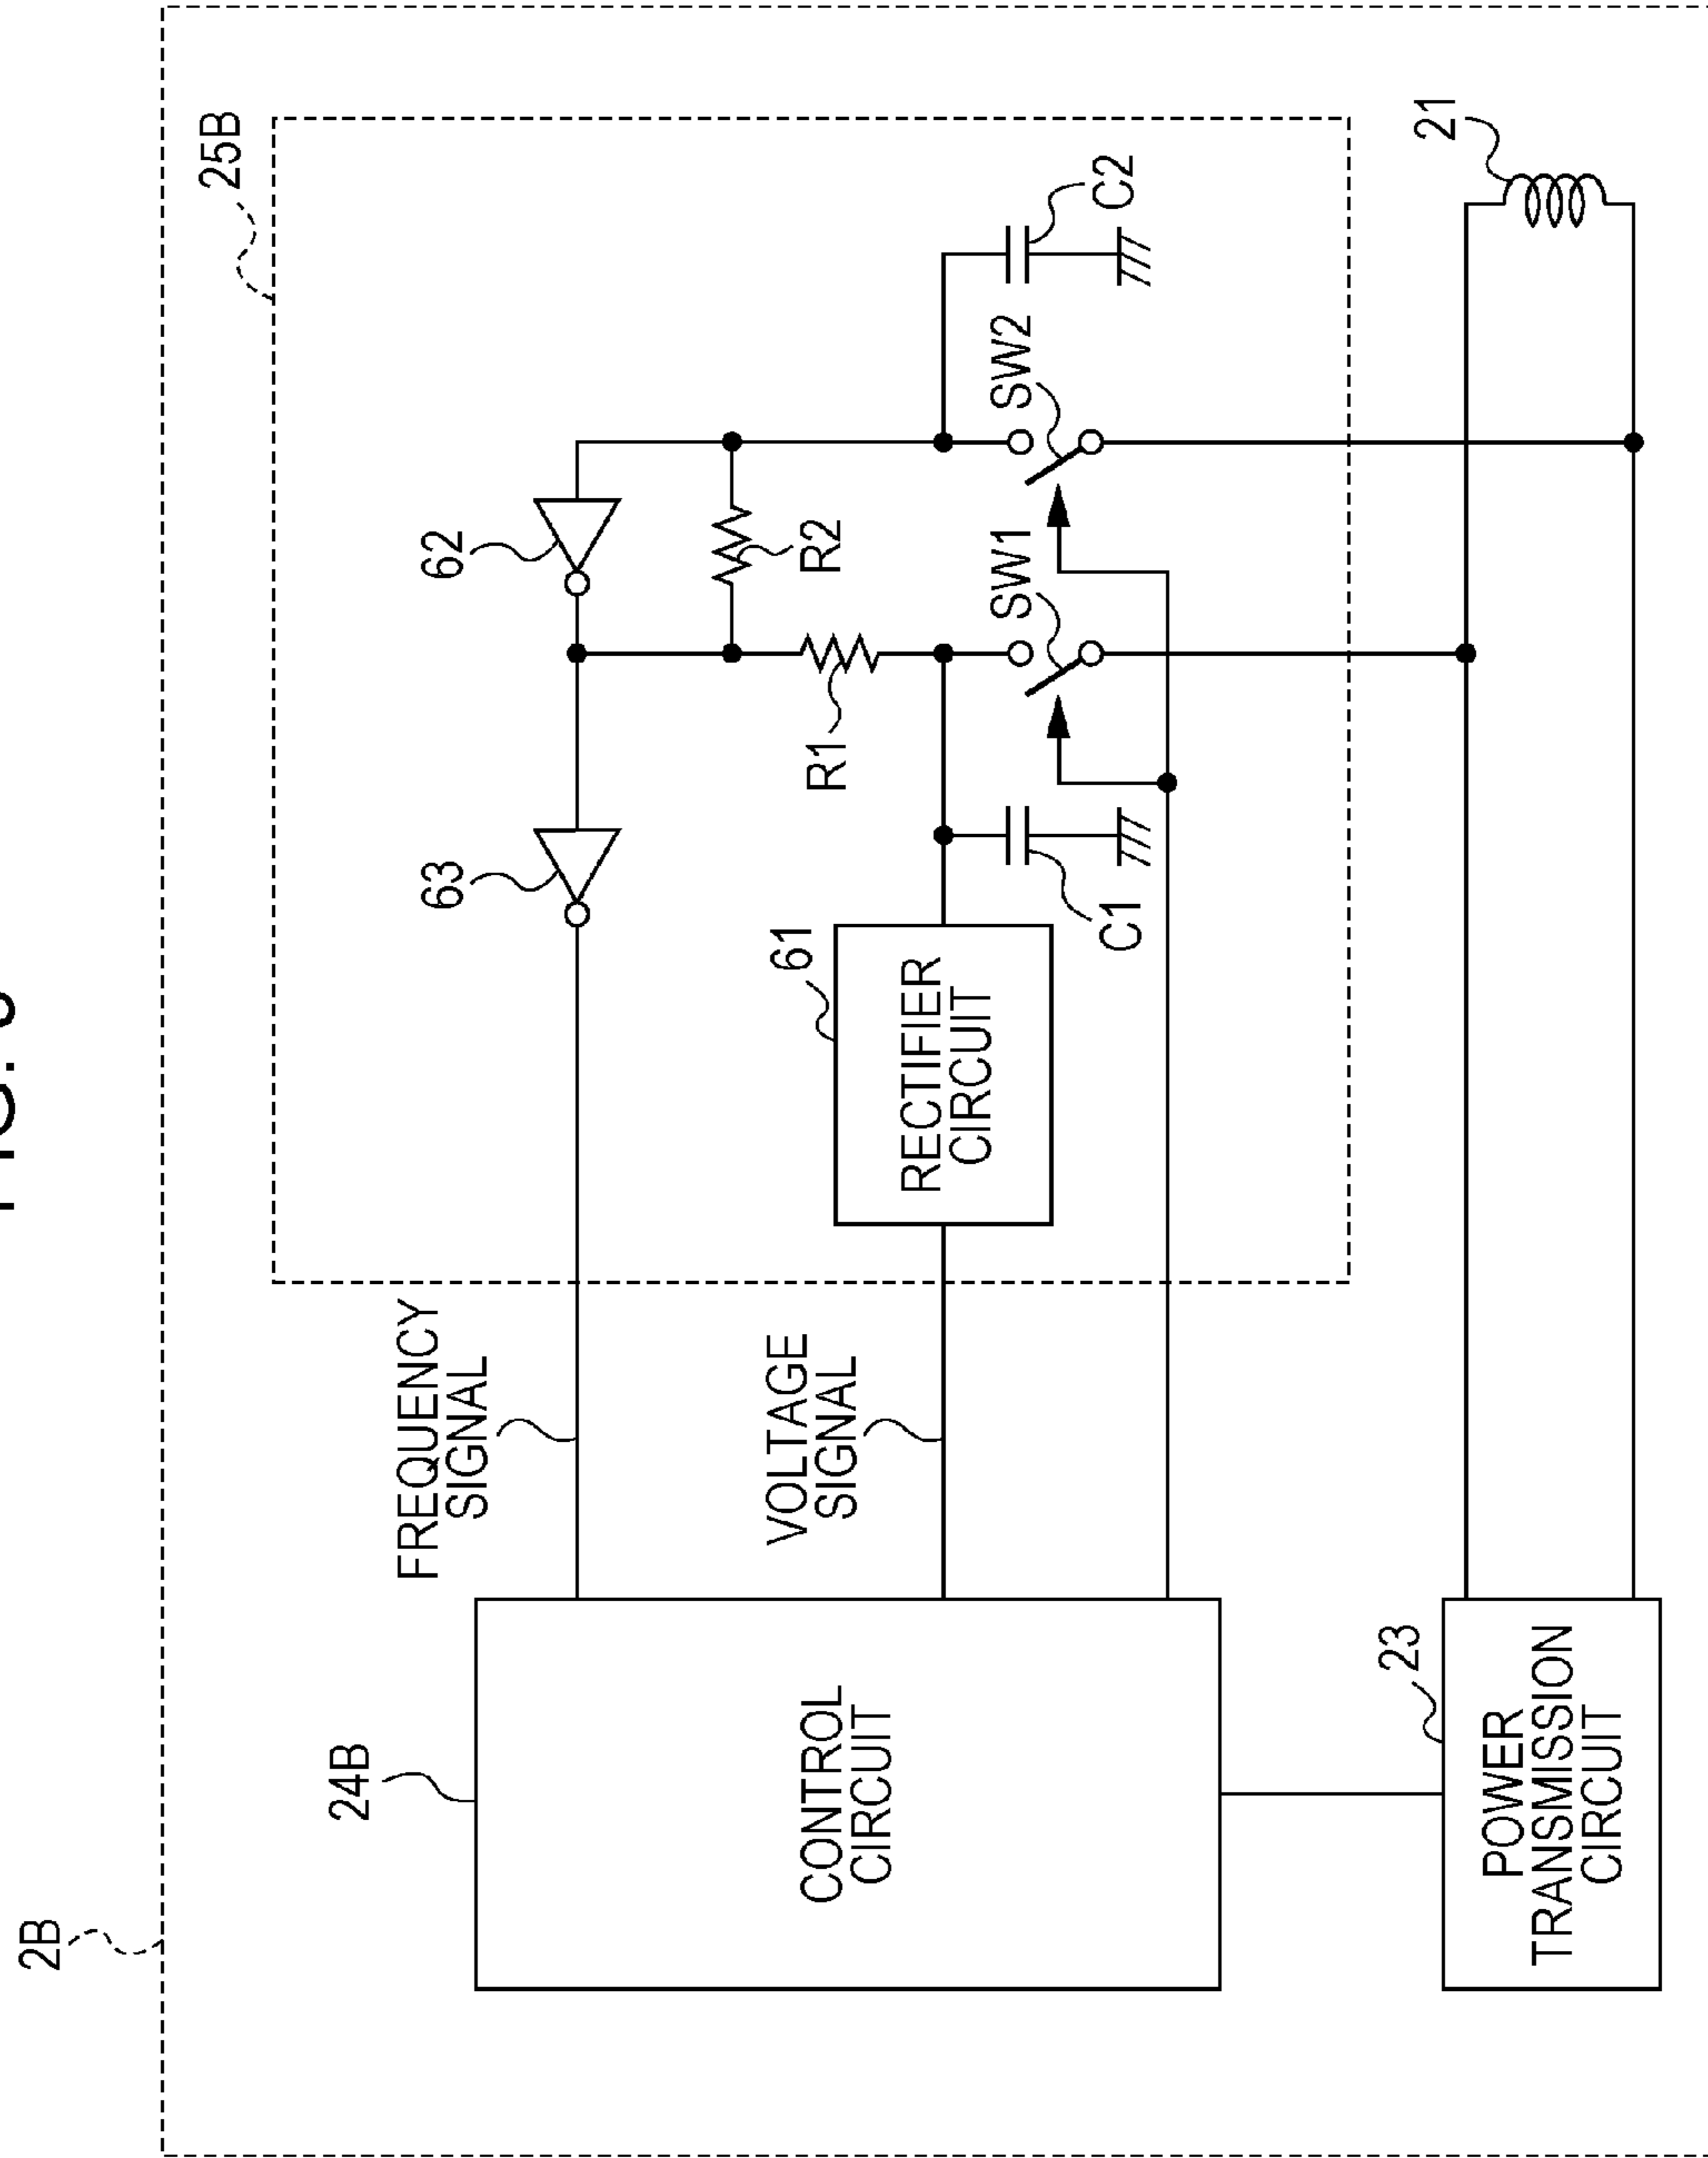 2B
25B
24B
CONTROL
CIRCUIT
FREQUENCY
SIGNAL
VOLTAGE
SIGNAL
63
62
61
RECTIFIER
CIRCUIT
R1
R2
C1
SW1
SW2
C2
23
POWER
TRANSMISSION
CIRCUIT
21